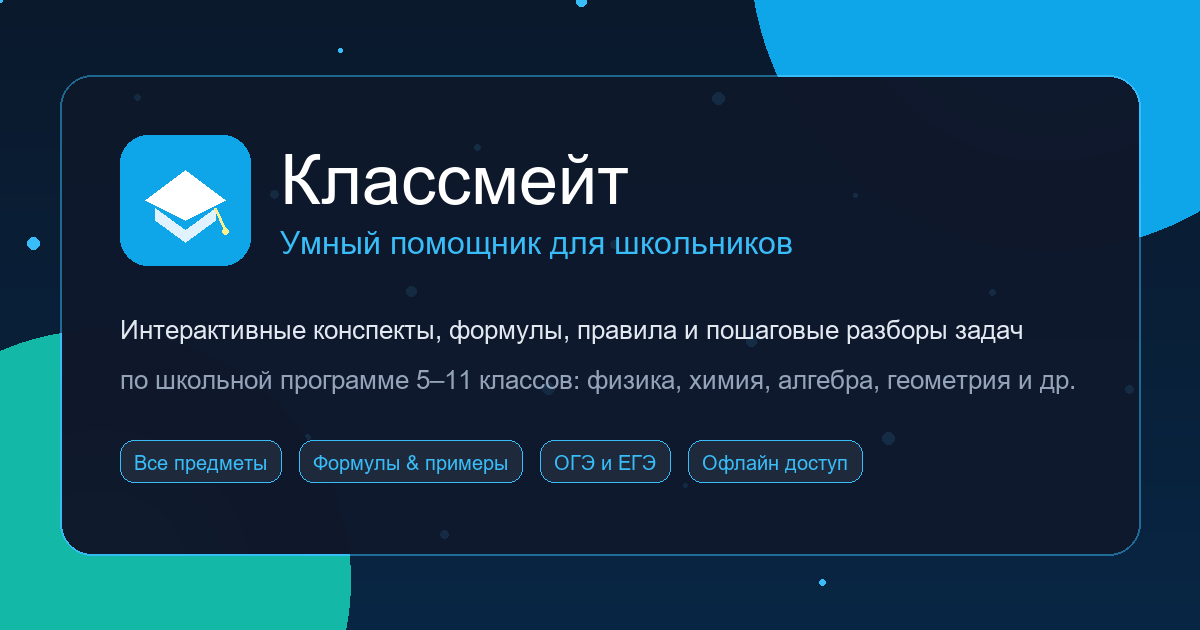 Классмейт
Умный помощник для школьников
Интерактивные конспекты, формулы, правила и пошаговые разборы задач
по школьной программе 5–11 классов: физика, химия, алгебра, геометрия и др.
Все предметы
Формулы & примеры
ОГЭ и ЕГЭ
Офлайн доступ